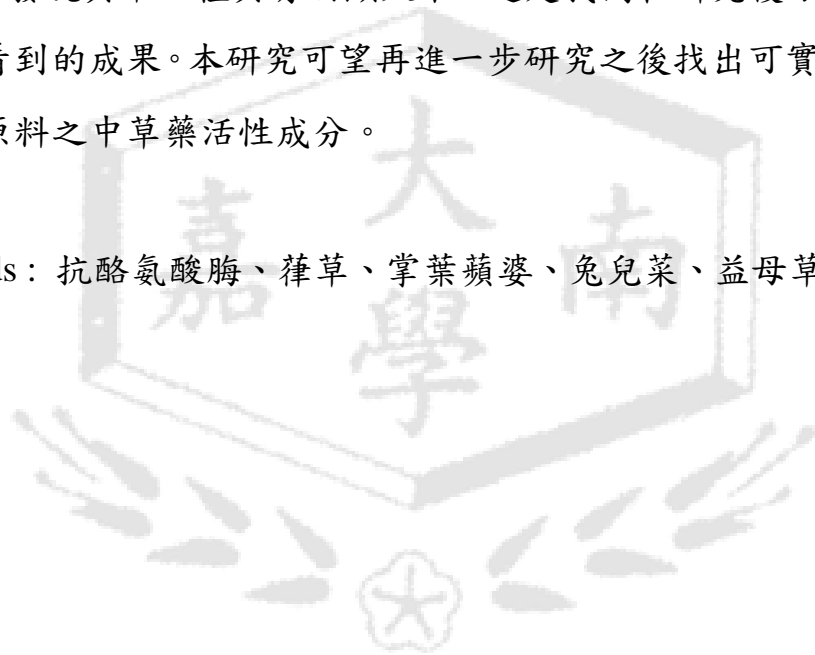 看到的成果。本研究可望再進一步研究之後找出可實
原料之中草藥活性成分。
ds : 抗酪氨酸脢、葎草、掌葉蘋婆、兔兒菜、益母草
大
嘉 南
學